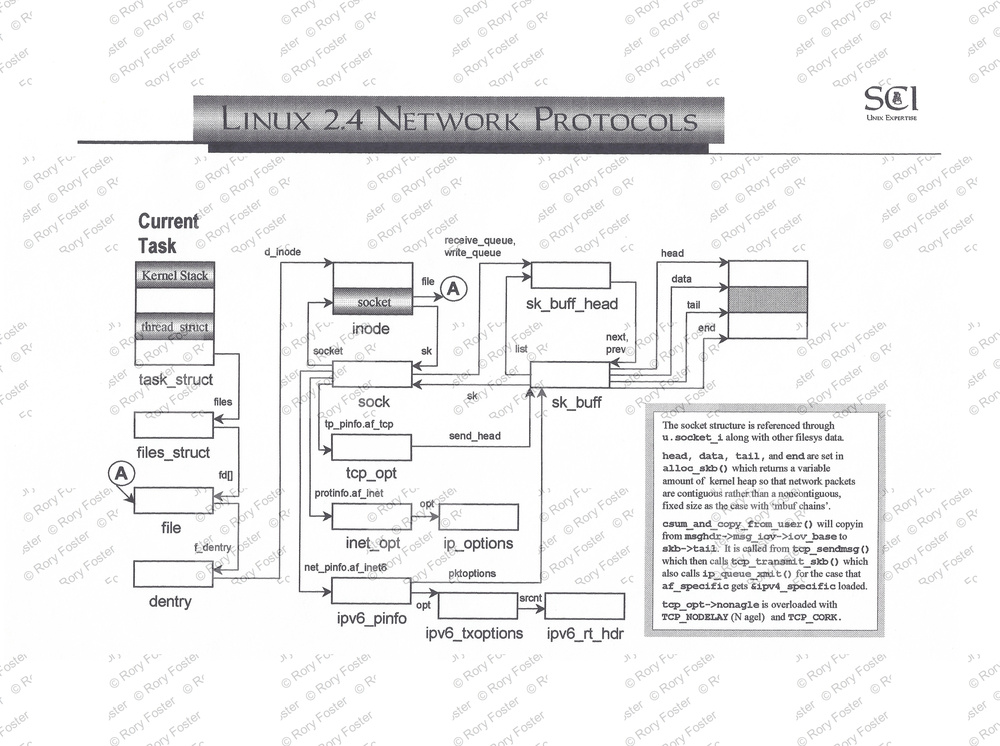 LINUX 2.4 NETWORK PROTOCOLS
SCI
UNIX EXPERTISE
© Rory Foster
Current
Task
Kernel Stack
thread_struct
task_struct
files
files_struct
fd[]
A
file
f_dentry
dentry
d_inode
file
A
socket
inode
socket
sk
sock
tp_pinfo.af_tcp
tcp_opt
send_head
protinfo.af_inet
inet_opt
opt
ip_options
net_pinfo.af_inet6
ipv6_pinfo
pktoptions
opt
ipv6_txoptions
srcnt
ipv6_rt_hdr
receive_queue,
write_queue
sk_buff_head
list
next,
prev
sk
sk_buff
head
data
tail
end
The socket structure is referenced through
u.socket_i along with other filesys data.
head, data, tail, and end are set in
alloc_skb() which returns a variable
amount of kernel heap so that network packets
are contiguous rather than a noncontiguous,
fixed size as the case with 'mbuf chains'.
csum_and_copy_from_user() will copyin
from msghdr->msg_iov->iov_base to
skb->tail. It is called from tcp_sendmsg()
which then calls tcp_transmit_skb() which
also calls ip_queue_xmit() for the case that
af_specific gets &ipv4_specific loaded.
tcp_opt->nonagle is overloaded with
TCP_NODELAY (N agel) and TCP_CORK.